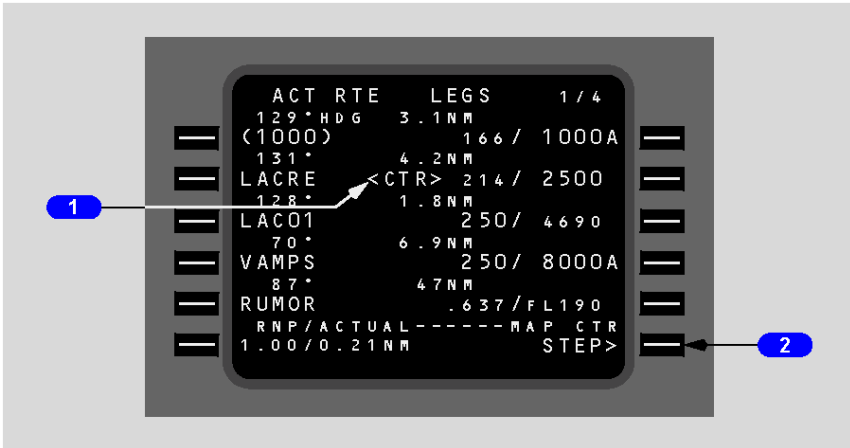 ACT RTE LEGS 1/4
129°HDG 3.1NM
(1000) 166/ 1000A
131° 4.2NM
LACRE <CTR> 214/ 2500
128° 1.8NM
LACO1 250/ 4690
70° 6.9NM
VAMPS 250/ 8000A
87° 47NM
RUMOR .637/FL190
RNP/ACTUAL------MAP CTR
1.00/0.21NM STEP>
1
2